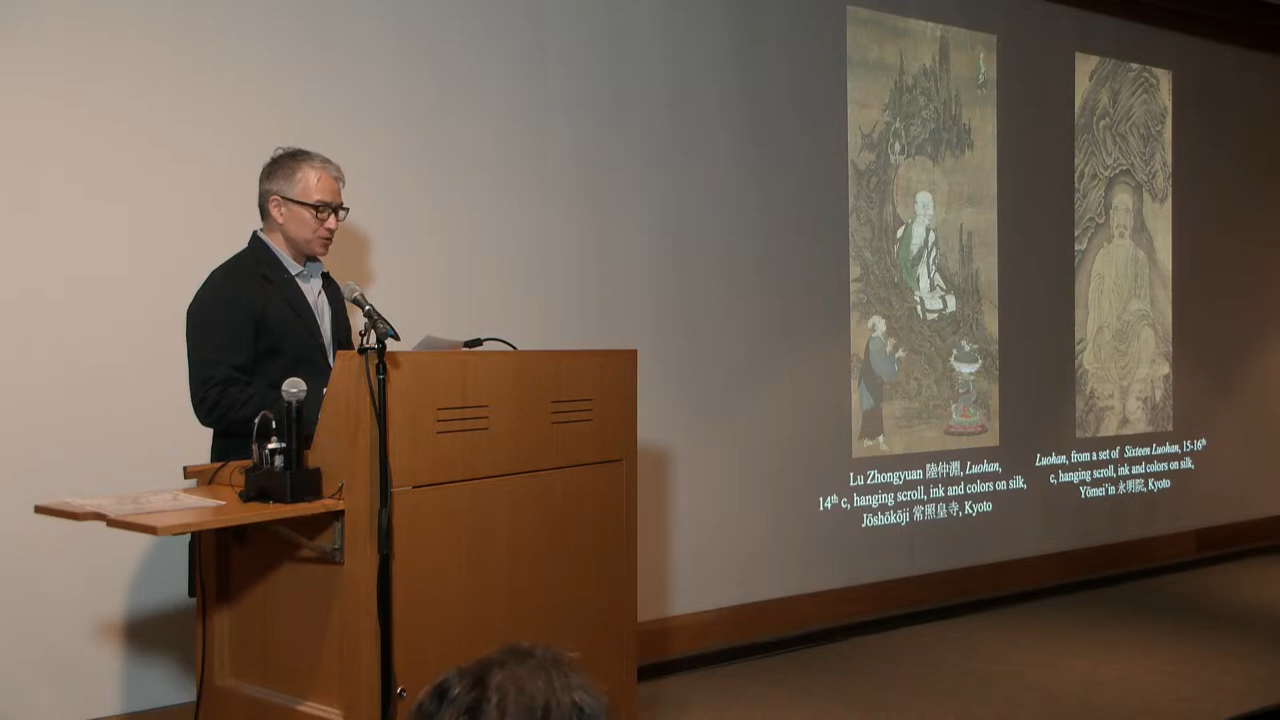 Lu Zhongyuan 陸仲淵, Luohan,
14th c, hanging scroll, ink and colors on silk,
Jōshōkōji 常照皇寺, Kyoto
Luohan, from a set of Sixteen Luohan, 15-16th
c, hanging scroll, ink and colors on silk,
Yōmei'in 永明院, Kyoto